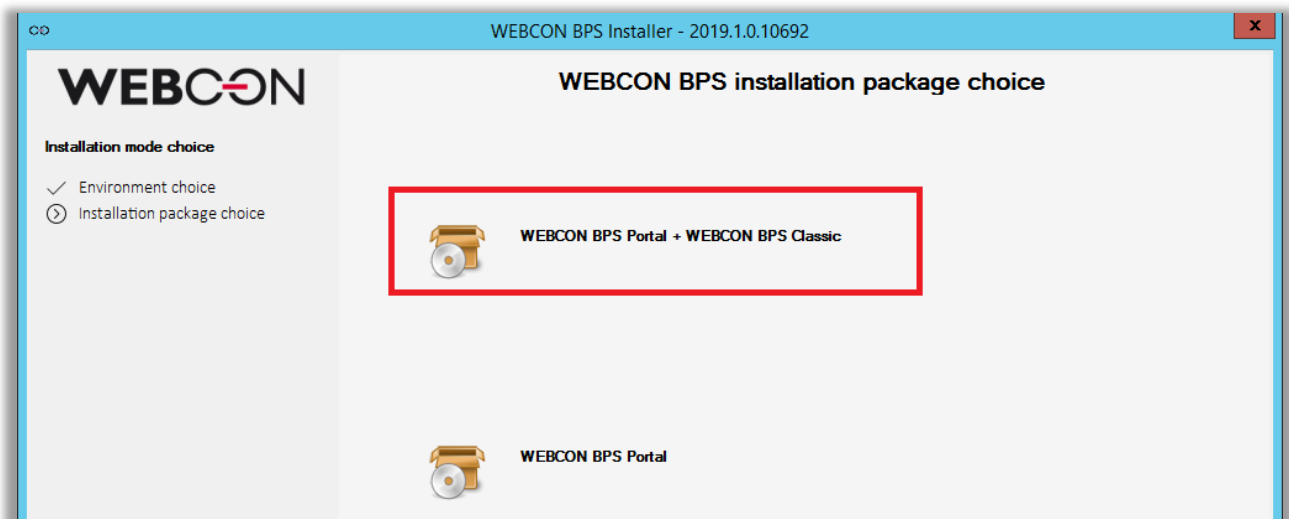 WEBCON BPS Installer - 2019.1.0.10692
x
WEBCON
WEBCON BPS installation package choice
Installation mode choice
Environment choice
Installation package choice
WEBCON BPS Portal + WEBCON BPS Classic
WEBCON BPS Portal